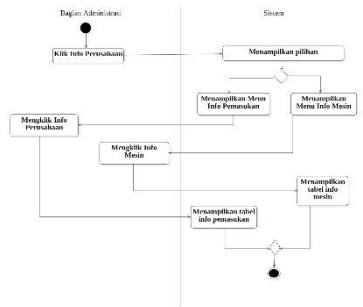 Bagian Administrasi
Sistem
Klik Info Perusahaan
Menampilkan pilihan
Menampilkan Menu
Info Pemasukan
Menampilkan
Menu Info Mesin
Mengklik Info
Perusahaan
Mengklik Info
Mesin
Menampilkan
tabel info
mesin
Menampilkan tabel
info pemasukan